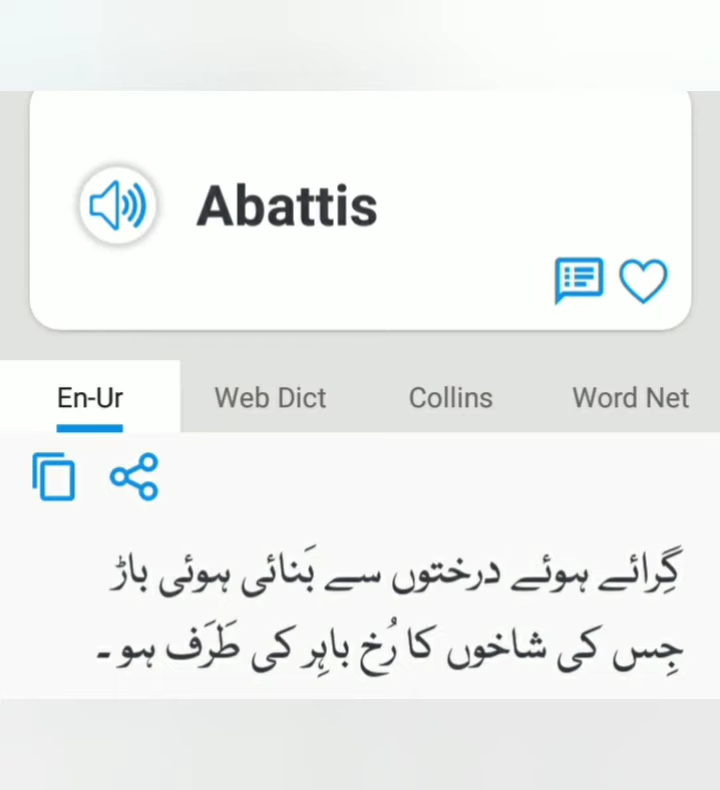 Abattis
En-Ur Web Dict Collins Word Net
گِرائے ہوئے درختوں سے بَنائی ہوئی باڑ
جِس کی شاخوں کا رُخ باہِر کی طَرَف ہو۔